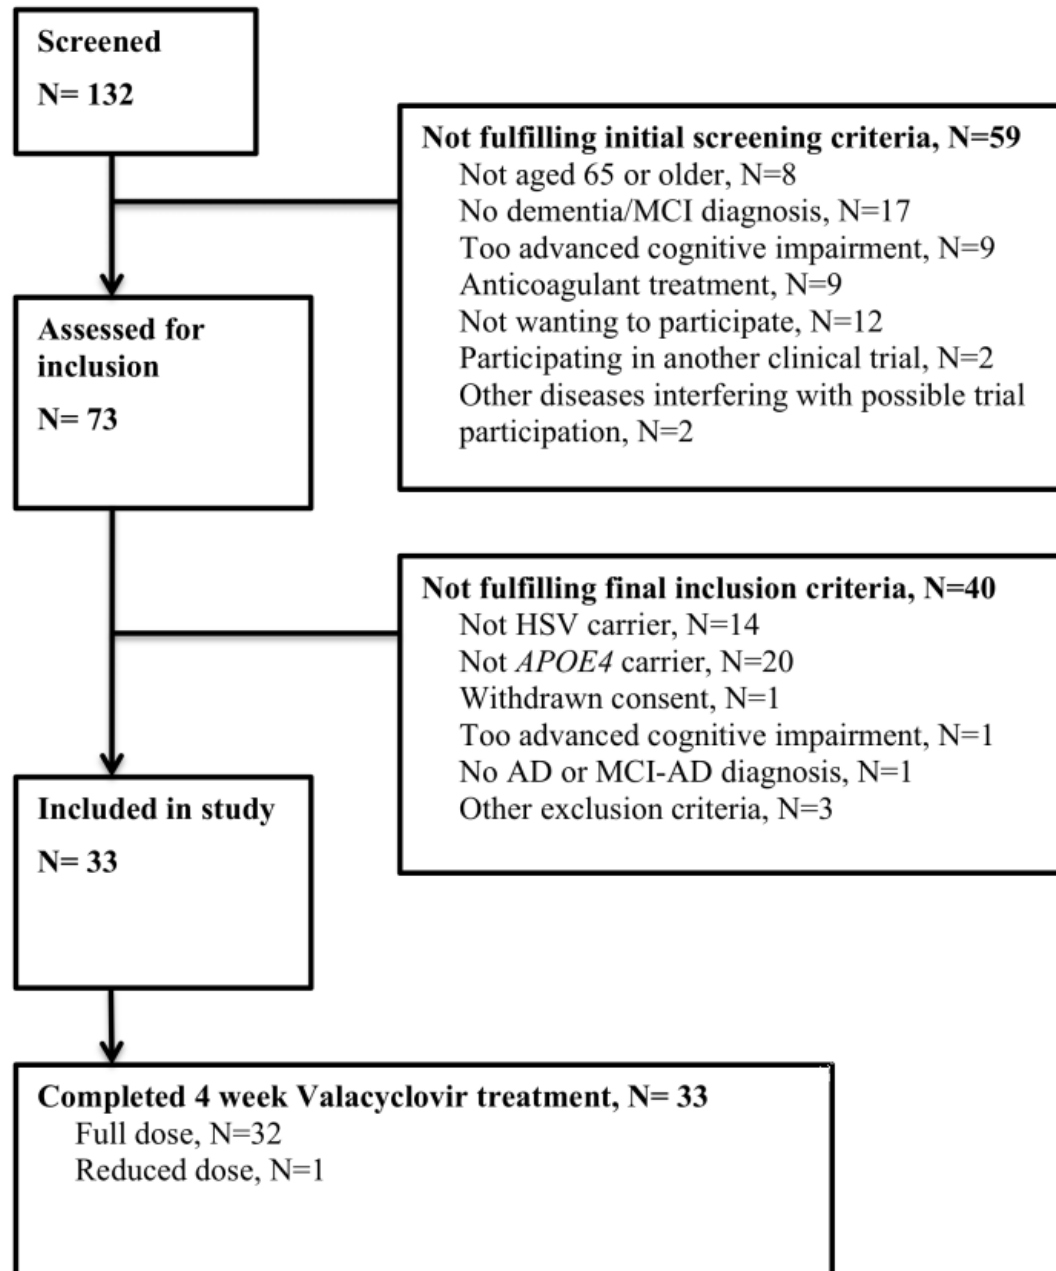 Screened
N= 132
Not fulfilling initial screening criteria, N=59
Not aged 65 or older, N=8
No dementia/MCI diagnosis, N=17
Too advanced cognitive impairment, N=9
Anticoagulant treatment, N=9
Not wanting to participate, N=12
Participating in another clinical trial, N=2
Other diseases interfering with possible trial
participation, N=2
Assessed for
inclusion
N= 73
Not fulfilling final inclusion criteria, N=40
Not HSV carrier, N=14
Not APOE4 carrier, N=20
Withdrawn consent, N=1
Too advanced cognitive impairment, N=1
No AD or MCI-AD diagnosis, N=1
Other exclusion criteria, N=3
Included in study
N= 33
Completed 4 week Valacyclovir treatment, N= 33
Full dose, N=32
Reduced dose, N=1